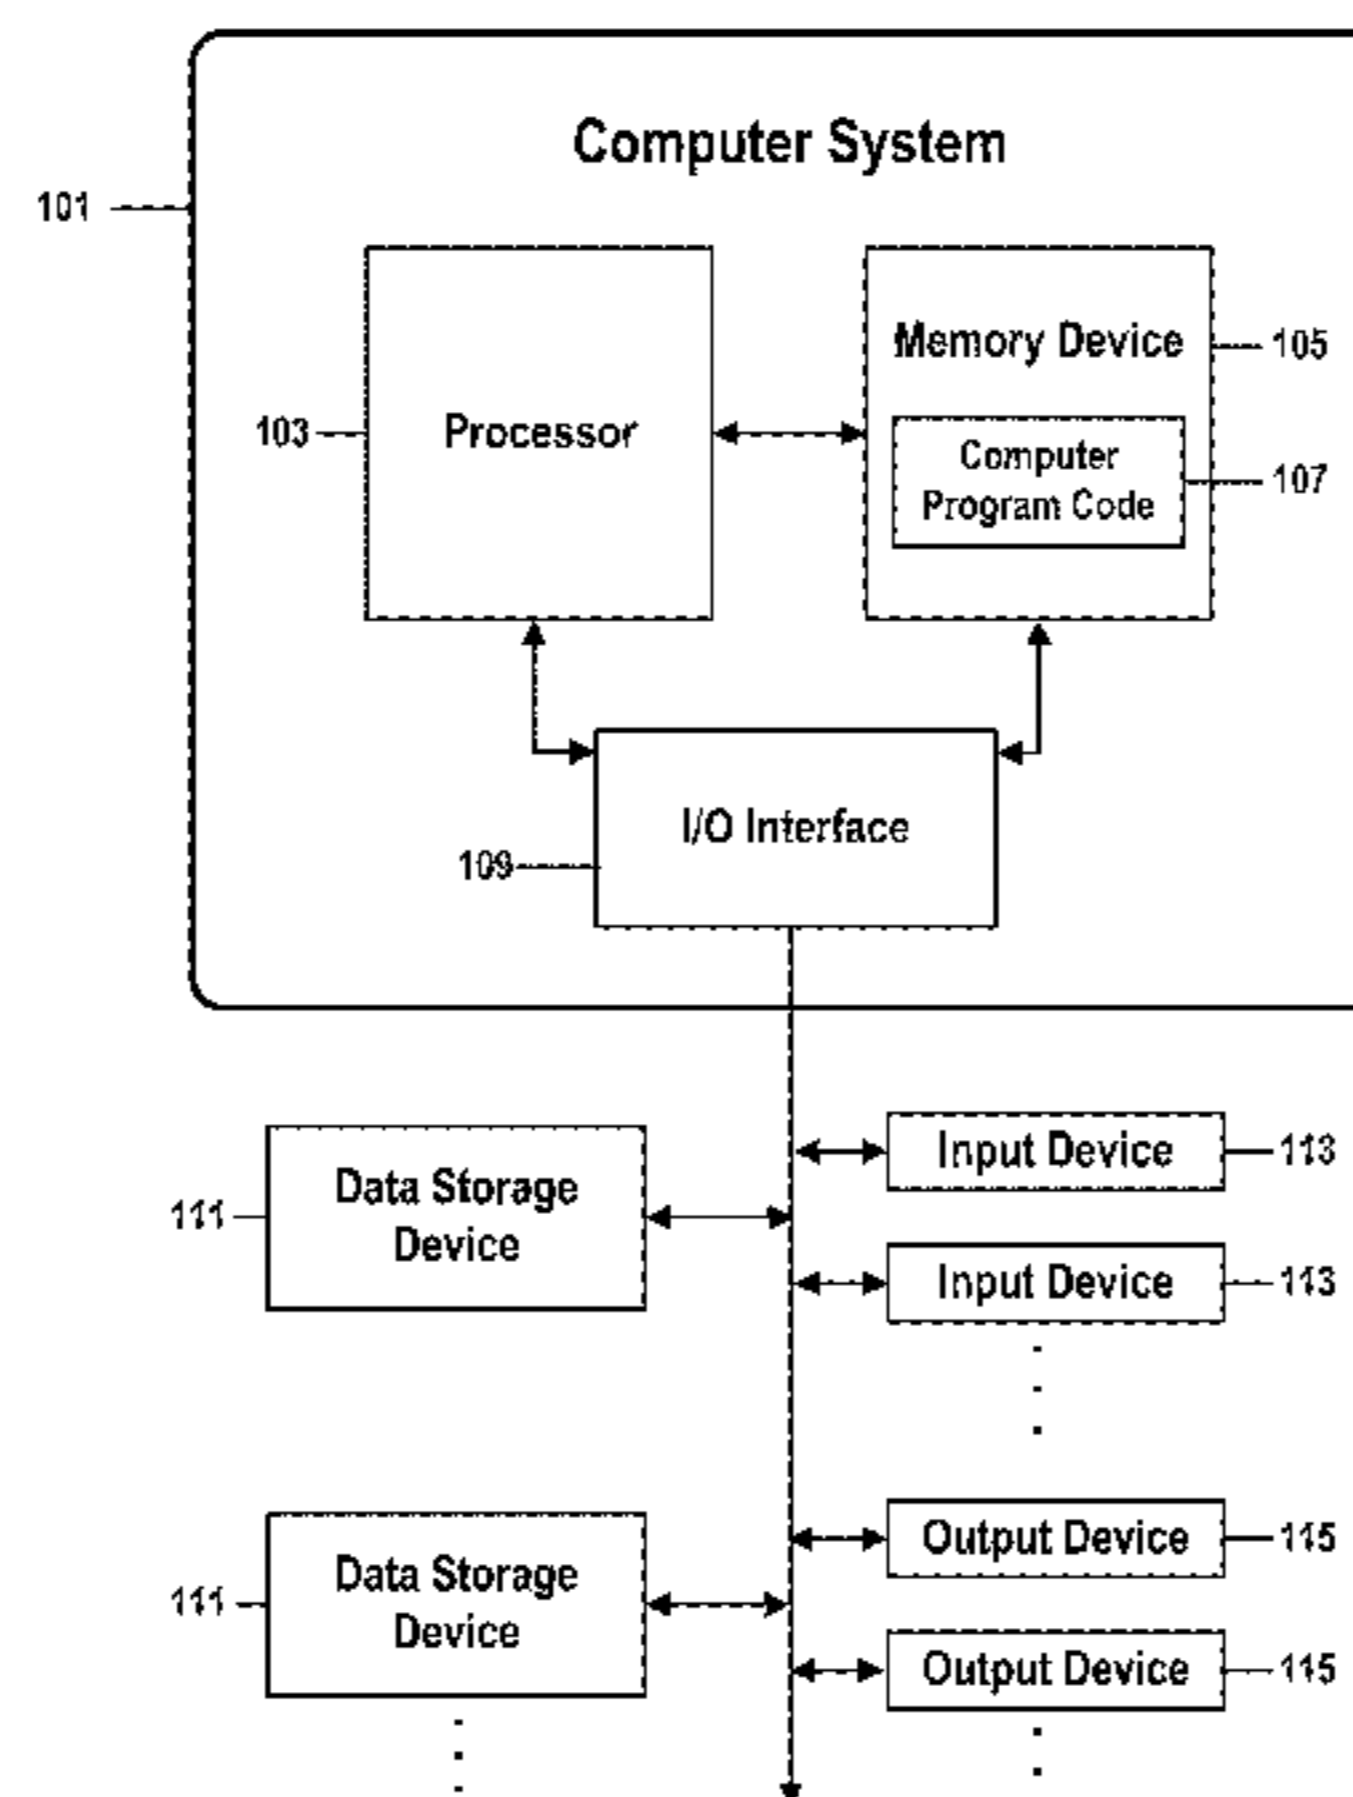 Computer System
101
Memory Device
105
103
Processor
Computer
Program Code
107
I/O Interface
109
Input Device
113
Data Storage
Device
111
Input Device
113
Output Device
115
Data Storage
Device
111
Output Device
115